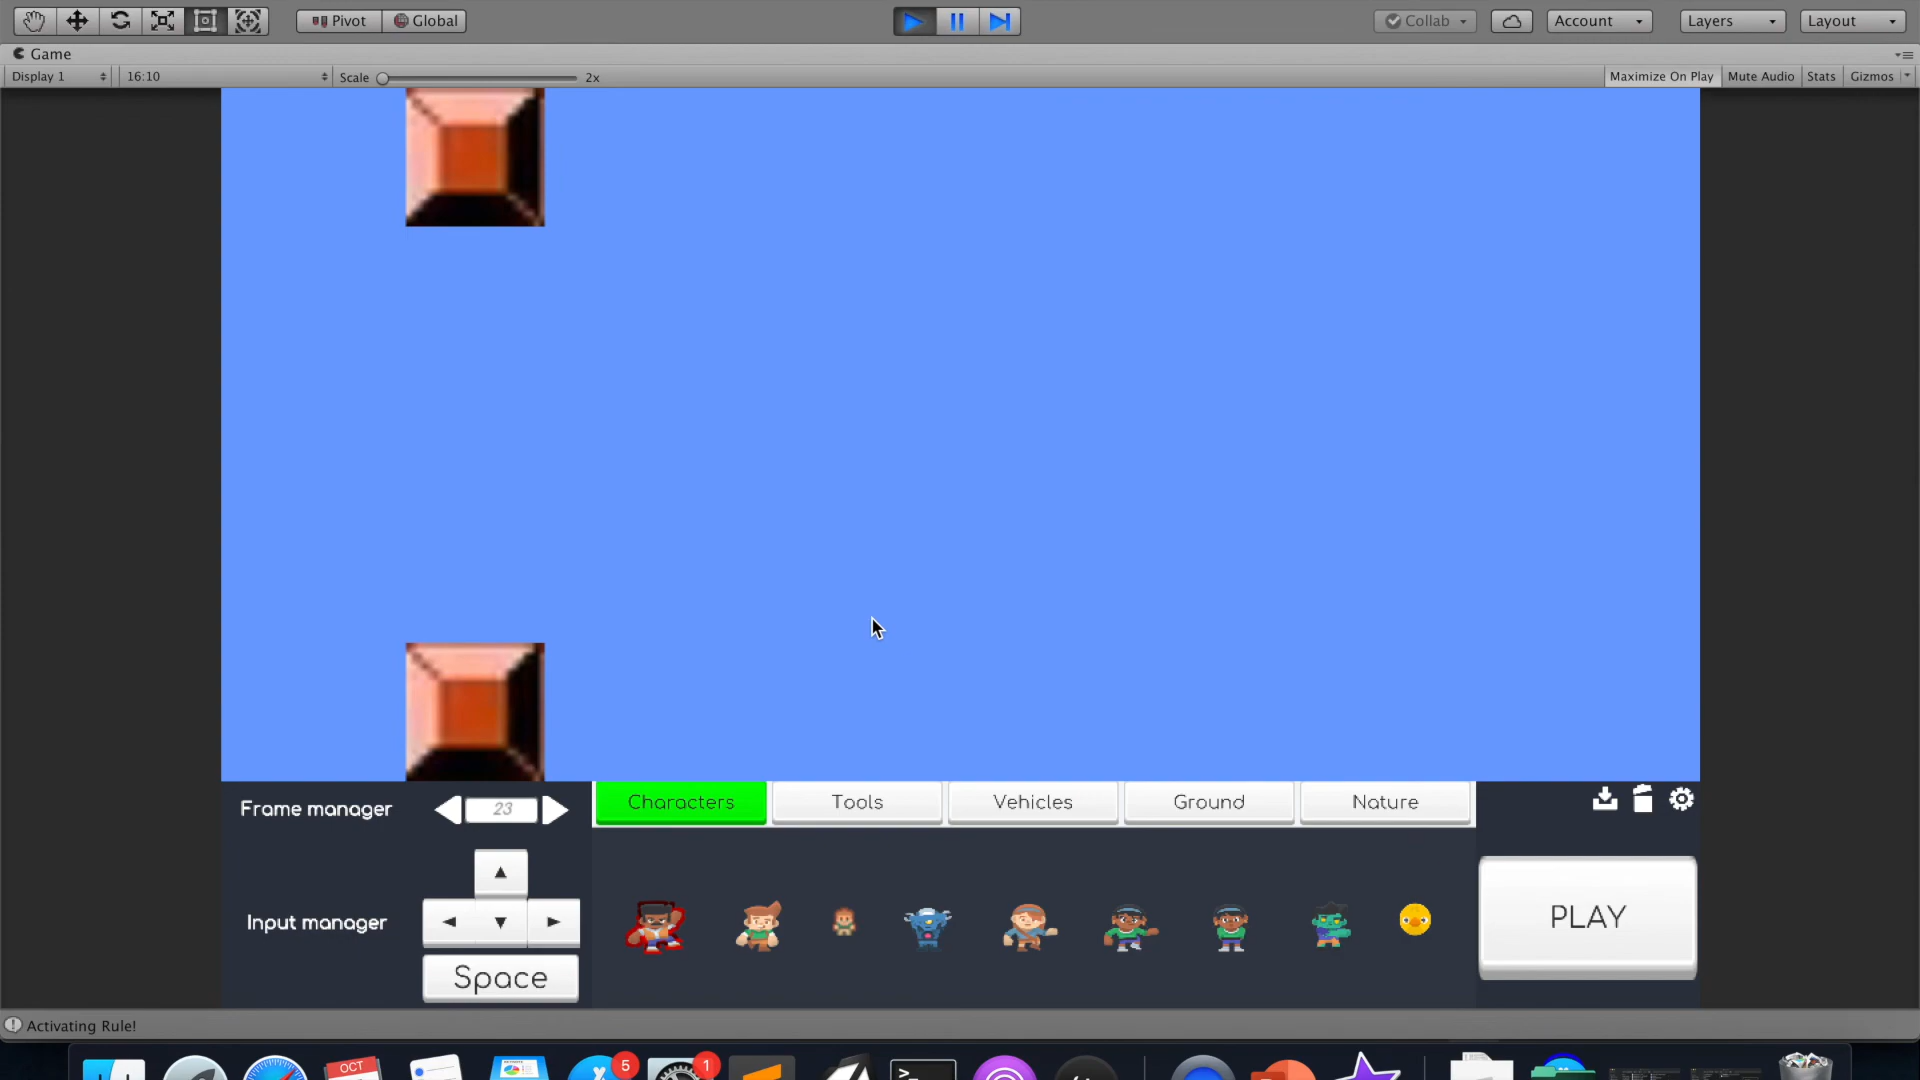 Pivot Global Collab Account Layers Layout
Game
Display 1 16:10 Scale 2x Maximize On Play Mute Audio Stats Gizmos
Frame manager 23 Characters Tools Vehicles Ground Nature
Input manager PLAY
Space
Activating Rule!
OCT 5 1